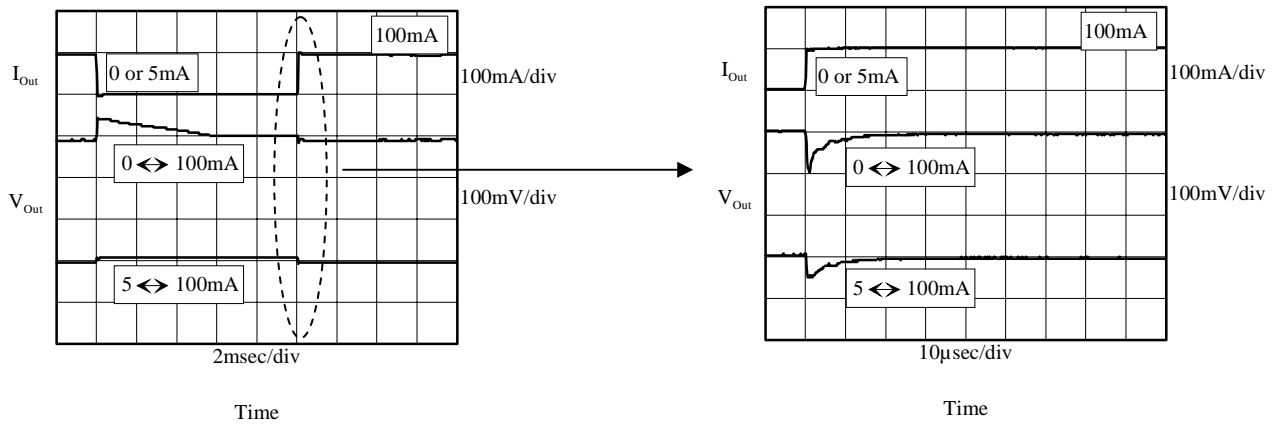 100mA
I_Out
0 or 5mA
100mA/div
0 ⟷ 100mA
V_Out
100mV/div
5 ⟷ 100mA
2msec/div
Time
100mA
I_Out
0 or 5mA
100mA/div
0 ⟷ 100mA
V_Out
100mV/div
5 ⟷ 100mA
10µsec/div
Time